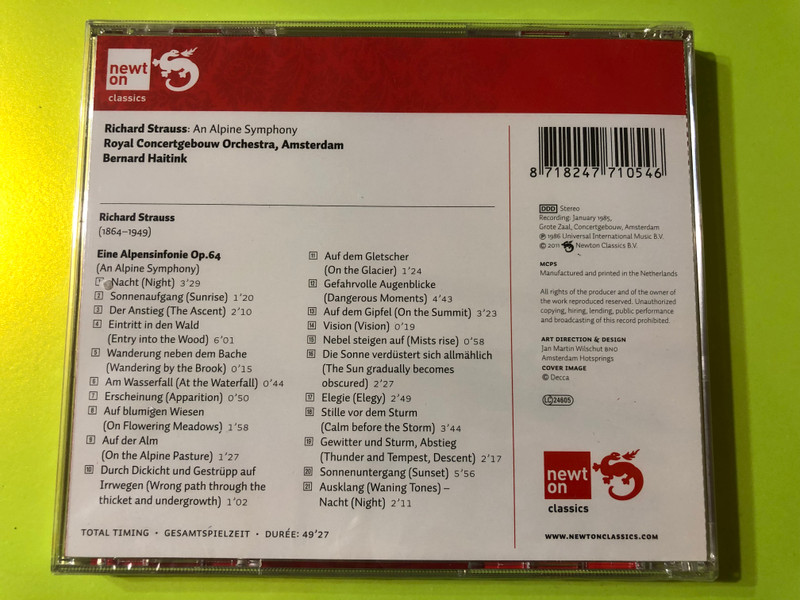 newt
on
classics
Richard Strauss: An Alpine Symphony
Royal Concertgebouw Orchestra, Amsterdam
Bernard Haitink
Richard Strauss
(1864–1949)
Eine Alpensinfonie Op.64
(An Alpine Symphony)
1 Nacht (Night) 3'29
2 Sonnenaufgang (Sunrise) 1'20
3 Der Anstieg (The Ascent) 2'10
4 Eintritt in den Wald
(Entry into the Wood) 6'01
5 Wanderung neben dem Bache
(Wandering by the Brook) 0'15
6 Am Wasserfall (At the Waterfall) 0'44
7 Erscheinung (Apparition) 0'50
8 Auf blumigen Wiesen
(On Flowering Meadows) 1'58
9 Auf der Alm
(On the Alpine Pasture) 1'27
10 Durch Dickicht und Gestrüpp auf
Irrwegen (Wrong path through the
thicket and undergrowth) 1'02
11 Auf dem Gletscher
(On the Glacier) 1'24
12 Gefahrvolle Augenblicke
(Dangerous Moments) 4'43
13 Auf dem Gipfel (On the Summit) 3'23
14 Vision (Vision) 0'19
15 Nebel steigen auf (Mists rise) 0'58
16 Die Sonne verdüstert sich allmählich
(The Sun gradually becomes
obscured) 2'27
17 Elegie (Elegy) 2'49
18 Stille vor dem Sturm
(Calm before the Storm) 3'44
19 Gewitter und Sturm, Abstieg
(Thunder and Tempest, Descent) 2'17
20 Sonnenuntergang (Sunset) 5'56
21 Ausklang (Waning Tones) –
Nacht (Night) 2'11
TOTAL TIMING • GESAMTSPIELZEIT • DURÉE: 49'27
8 718247 710546
DDD Stereo
Recording: January 1985,
Grote Zaal, Concertgebouw, Amsterdam
℗ 1986 Universal International Music B.V.
© 2011 Newton Classics B.V.
MCPS
Manufactured and printed in the Netherlands
All rights of the producer and of the owner of
the work reproduced reserved. Unauthorized
copying, hiring, lending, public performance
and broadcasting of this record prohibited.
ART DIRECTION & DESIGN
Jan Martin Wilschut BNO
Amsterdam Hotsprings
COVER IMAGE
© Decca
LC 24605
newt
on
classics
WWW.NEWTONCLASSICS.COM